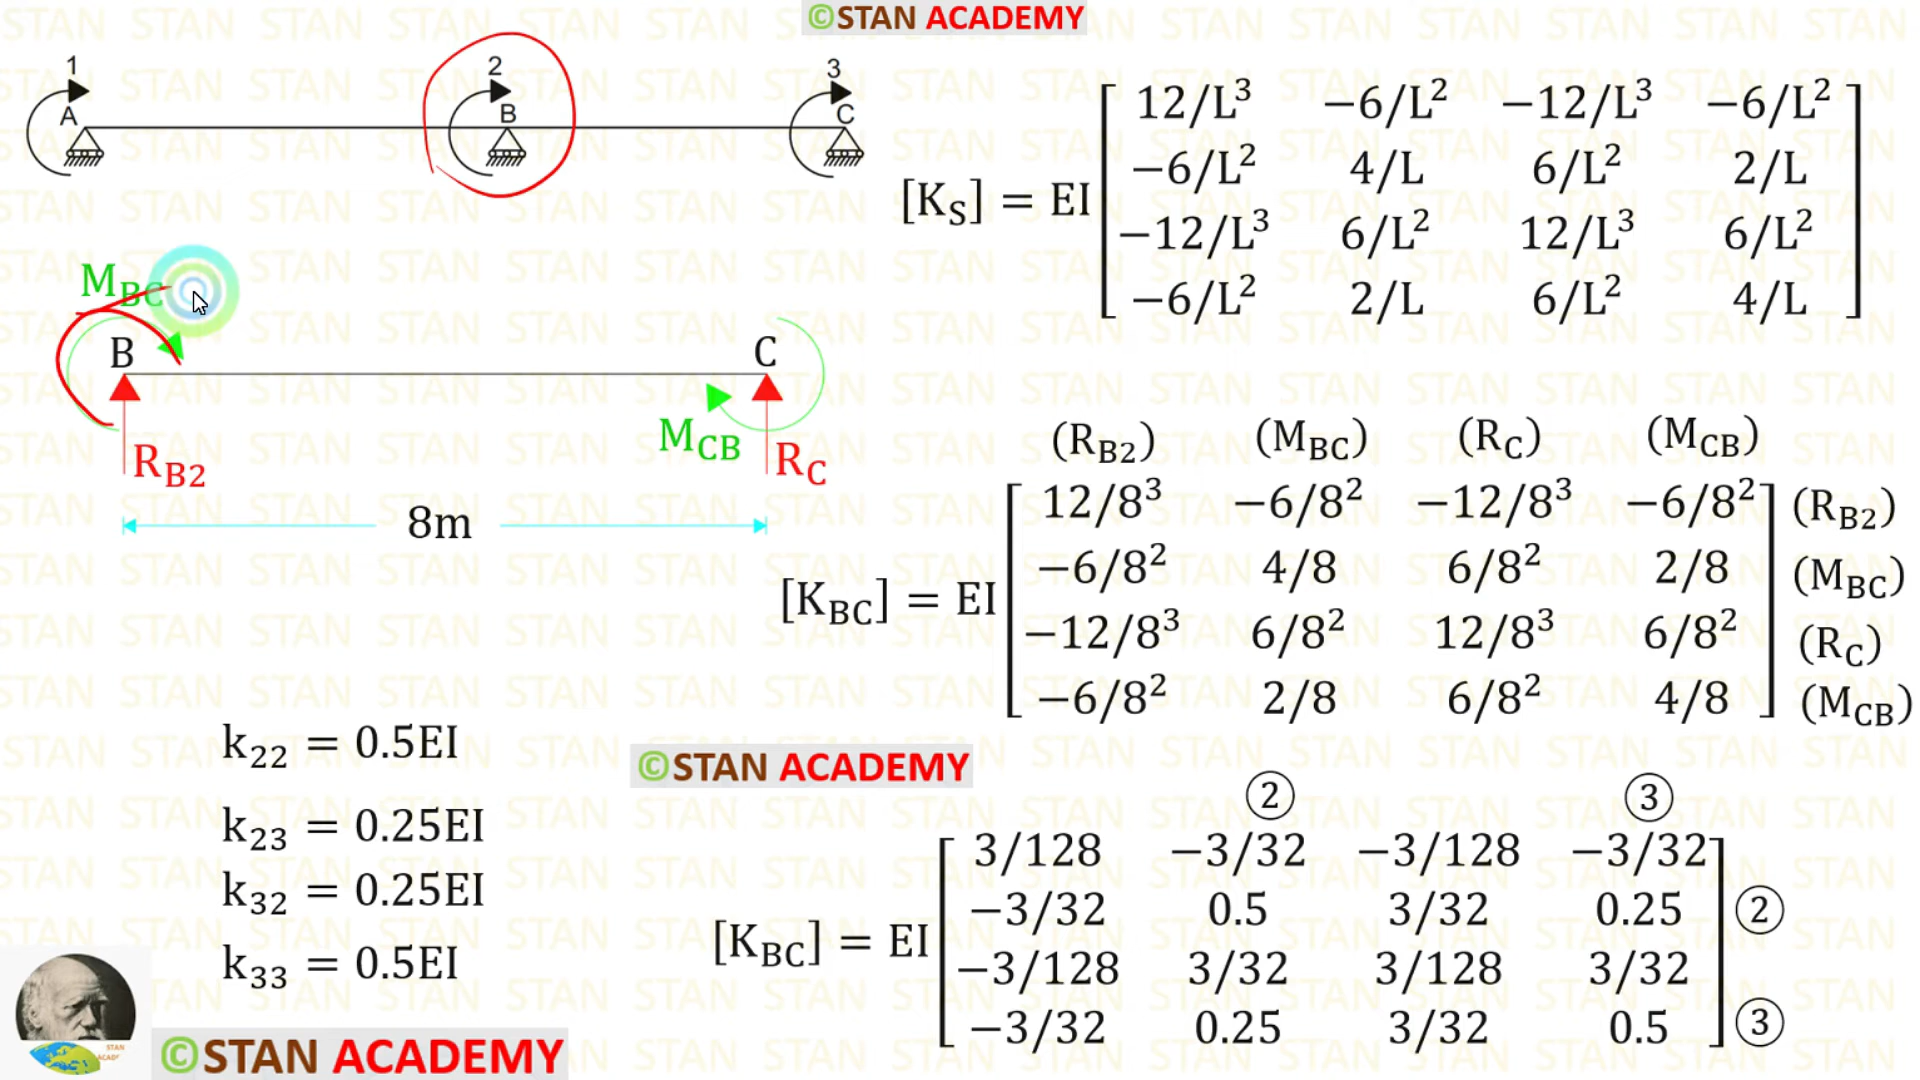 ©STAN ACADEMY
1 2 3
A B C
[K_S] = EI
12/L³ −6/L² −12/L³ −6/L²
−6/L² 4/L 6/L² 2/L
−12/L³ 6/L² 12/L³ 6/L²
−6/L² 2/L 6/L² 4/L
M_BC
B C
M_CB
R_B2 R_C
8m
(R_B2) (M_BC) (R_C) (M_CB)
[K_BC] = EI
12/8³ −6/8² −12/8³ −6/8² (R_B2)
−6/8² 4/8 6/8² 2/8 (M_BC)
−12/8³ 6/8² 12/8³ 6/8² (R_C)
−6/8² 2/8 6/8² 4/8 (M_CB)
k₂₂ = 0.5EI
k₂₃ = 0.25EI
k₃₂ = 0.25EI
k₃₃ = 0.5EI
©STAN ACADEMY
② ③
[K_BC] = EI
3/128 −3/32 −3/128 −3/32
−3/32 0.5 3/32 0.25 ②
−3/128 3/32 3/128 3/32
−3/32 0.25 3/32 0.5 ③
STAN
©STAN ACADEMY